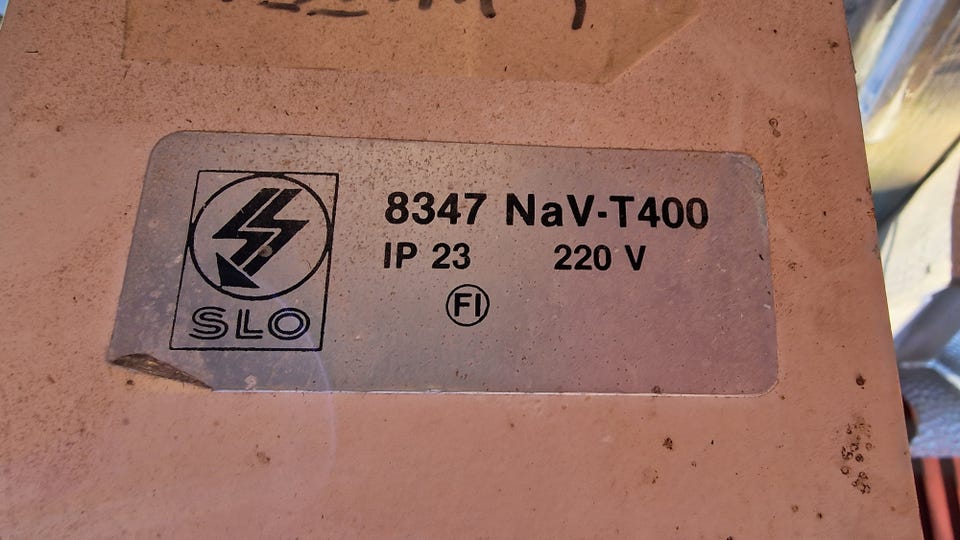 8347 NaV-T400
IP 23 220 V
FI
SLO